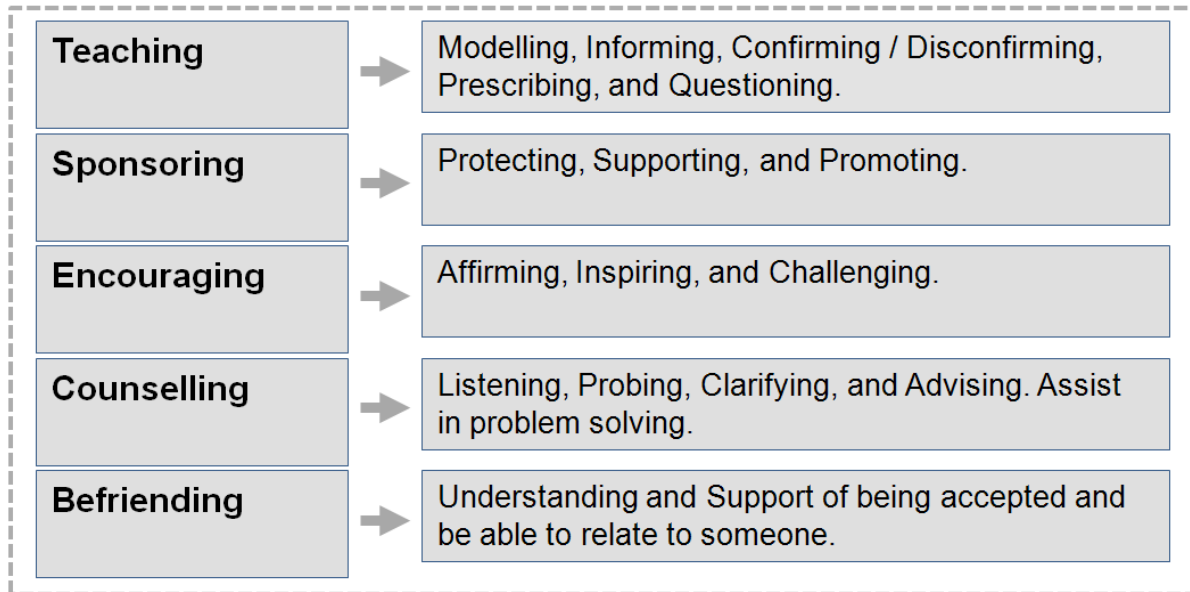 Teaching
Modelling, Informing, Confirming / Disconfirming,
Prescribing, and Questioning.
Sponsoring
Protecting, Supporting, and Promoting.
Encouraging
Affirming, Inspiring, and Challenging.
Counselling
Listening, Probing, Clarifying, and Advising. Assist
in problem solving.
Befriending
Understanding and Support of being accepted and
be able to relate to someone.